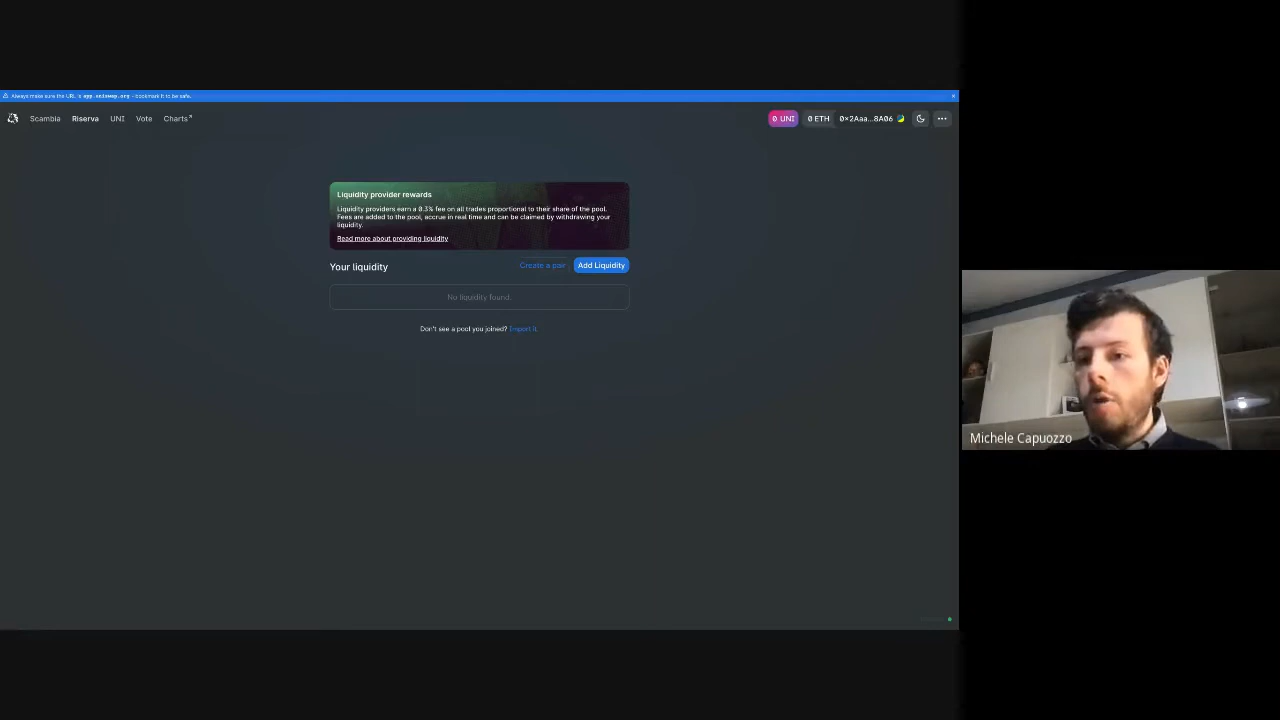 Always make sure the URL is app.uniswap.org - bookmark it to be safe.
Scambia Riserva UNI Vote Charts
0 UNI 0 ETH 0×2Aaa...8A06
Liquidity provider rewards
Liquidity providers earn a 0.3% fee on all trades proportional to their share of the pool.
Fees are added to the pool, accrue in real time and can be claimed by withdrawing your
liquidity.
Read more about providing liquidity
Your liquidity Create a pair Add Liquidity
No liquidity found.
Don't see a pool you joined? Import it.
Michele Capuozzo